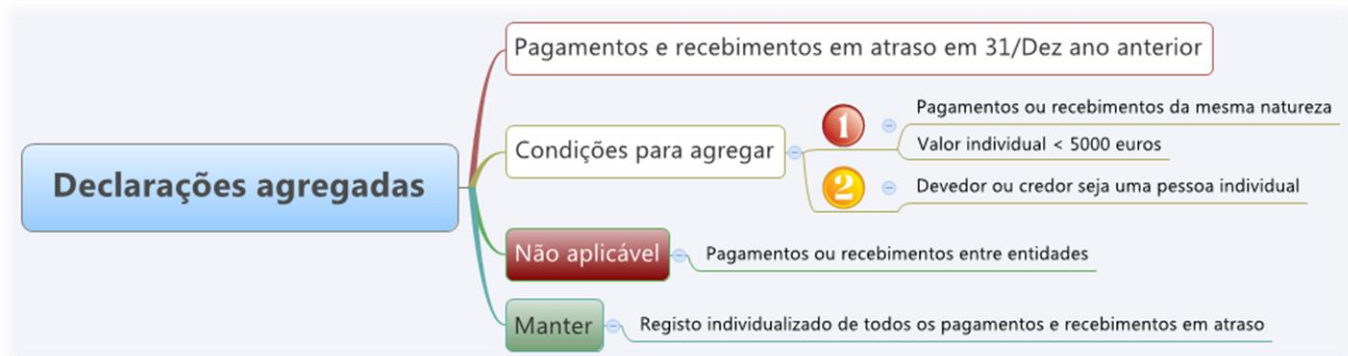 Declarações agregadas
Pagamentos e recebimentos em atraso em 31/Dez ano anterior
Condições para agregar
1
Pagamentos ou recebimentos da mesma natureza
Valor individual < 5000 euros
2
Devedor ou credor seja uma pessoa individual
Não aplicável
Pagamentos ou recebimentos entre entidades
Manter
Registo individualizado de todos os pagamentos e recebimentos em atraso